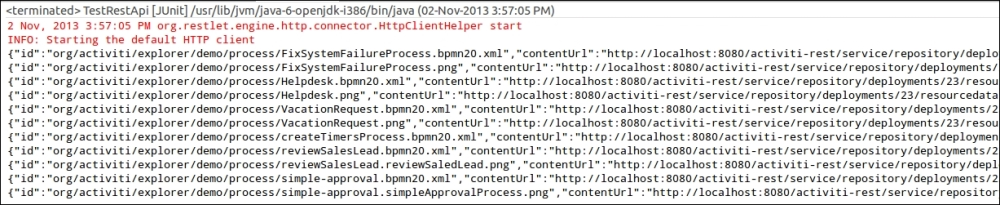 <terminated> TestRestApi [JUnit] /usr/lib/jvm/java-6-openjdk-i386/bin/java (02-Nov-2013 3:57:05 PM)
2 Nov, 2013 3:57:05 PM org.restlet.engine.http.connector.HttpClientHelper start
INFO: Starting the default HTTP client
{"id":"org/activiti/explorer/demo/process/FixSystemFailureProcess.bpmn20.xml","contentUrl":"http://localhost:8080/activiti-rest/service/repository/deplo
{"id":"org/activiti/explorer/demo/process/FixSystemFailureProcess.png","contentUrl":"http://localhost:8080/activiti-rest/service/repository/deployments/
{"id":"org/activiti/explorer/demo/process/Helpdesk.bpmn20.xml","contentUrl":"http://localhost:8080/activiti-rest/service/repository/deployments/23/resou
{"id":"org/activiti/explorer/demo/process/Helpdesk.png","contentUrl":"http://localhost:8080/activiti-rest/service/repository/deployments/23/resourcedata
{"id":"org/activiti/explorer/demo/process/VacationRequest.bpmn20.xml","contentUrl":"http://localhost:8080/activiti-rest/service/repository/deployments/2
{"id":"org/activiti/explorer/demo/process/VacationRequest.png","contentUrl":"http://localhost:8080/activiti-rest/service/repository/deployments/23/resou
{"id":"org/activiti/explorer/demo/process/createTimersProcess.bpmn20.xml","contentUrl":"http://localhost:8080/activiti-rest/service/repository/deploymen
{"id":"org/activiti/explorer/demo/process/reviewSalesLead.bpmn20.xml","contentUrl":"http://localhost:8080/activiti-rest/service/repository/deployments/2
{"id":"org/activiti/explorer/demo/process/reviewSalesLead.reviewSaledLead.png","contentUrl":"http://localhost:8080/activiti-rest/service/repository/depl
{"id":"org/activiti/explorer/demo/process/simple-approval.bpmn20.xml","contentUrl":"http://localhost:8080/activiti-rest/service/repository/deployments/2
{"id":"org/activiti/explorer/demo/process/simple-approval.simpleApprovalProcess.png","contentUrl":"http://localhost:8080/activiti-rest/service/repositor